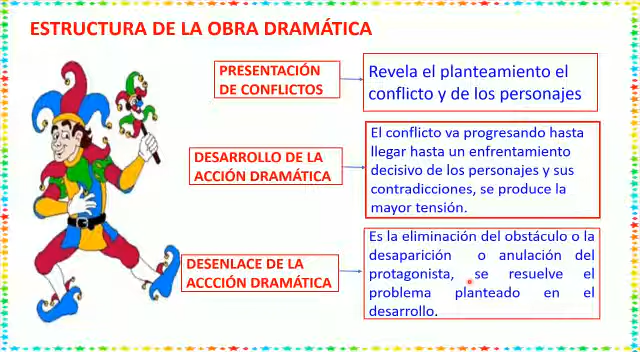 ESTRUCTURA DE LA OBRA DRAMÁTICA
PRESENTACIÓN
DE CONFLICTOS
Revela el planteamiento el
conflicto y de los personajes
DESARROLLO DE LA
ACCIÓN DRAMÁTICA
El conflicto va progresando hasta
llegar hasta un enfrentamiento
decisivo de los personajes y sus
contradicciones, se produce la
mayor tensión.
DESENLACE DE LA
ACCCIÓN DRAMÁTICA
Es la eliminación del obstáculo o la
desaparición o anulación del
protagonista, se resuelve el
problema planteado en el
desarrollo.